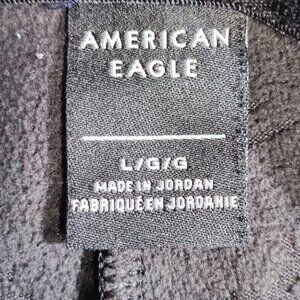 AMERICAN
EAGLE
L/G/G
MADE IN JORDAN
FABRIQUÉ EN JORDANIE